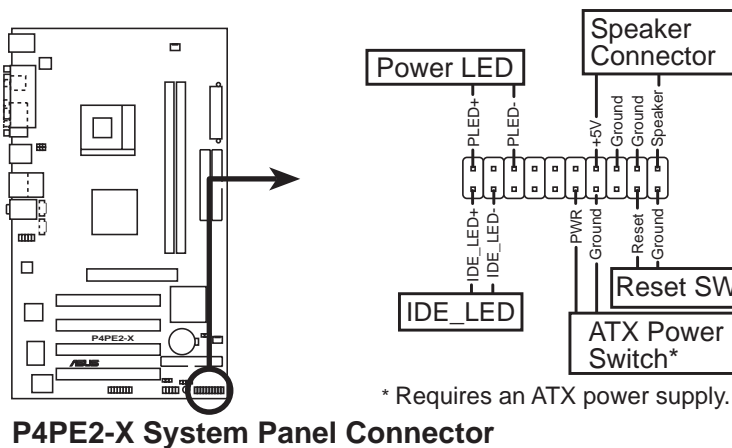 Speaker
Connector
Power LED
PLED+
PLED-
+5V
Ground
Ground
Speaker
IDE_LED+
IDE_LED-
PWR
Ground
Reset
Ground
Reset SW
IDE_LED
ATX Power
Switch*
P4PE2-X
ASUS
* Requires an ATX power supply.
P4PE2-X System Panel Connector